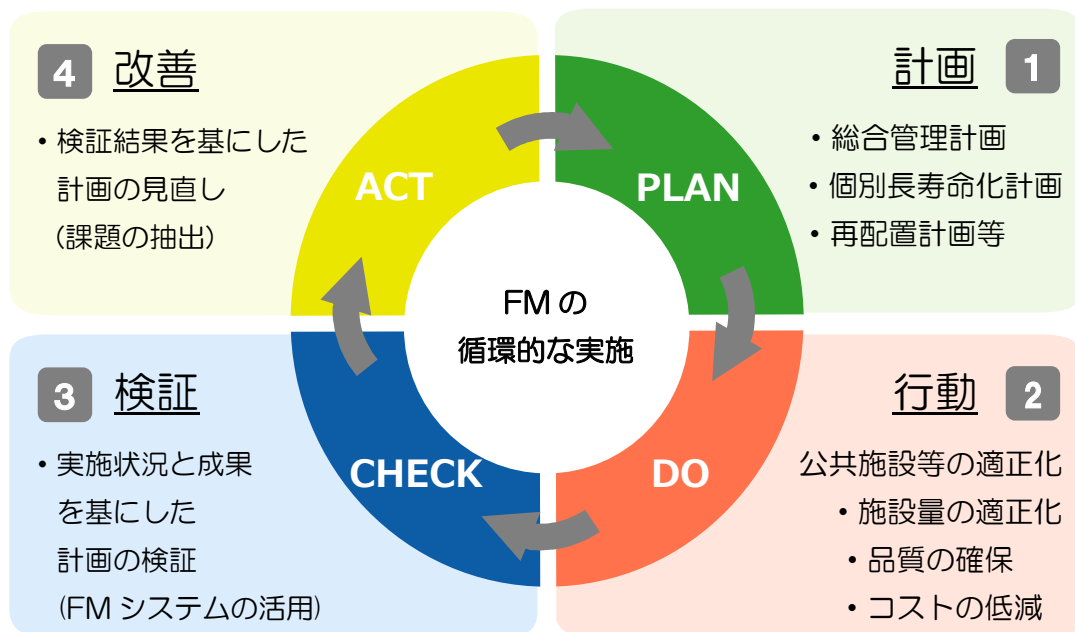 4 改善
・検証結果を基にした
計画の見直し
（課題の抽出）
計画 1
・総合管理計画
・個別長寿命化計画
・再配置計画等
ACT
PLAN
FMの
循環的な実施
CHECK
DO
3 検証
・実施状況と成果
を基にした
計画の検証
(FMシステムの活用)
行動 2
公共施設等の適正化
・施設量の適正化
・品質の確保
・コストの低減